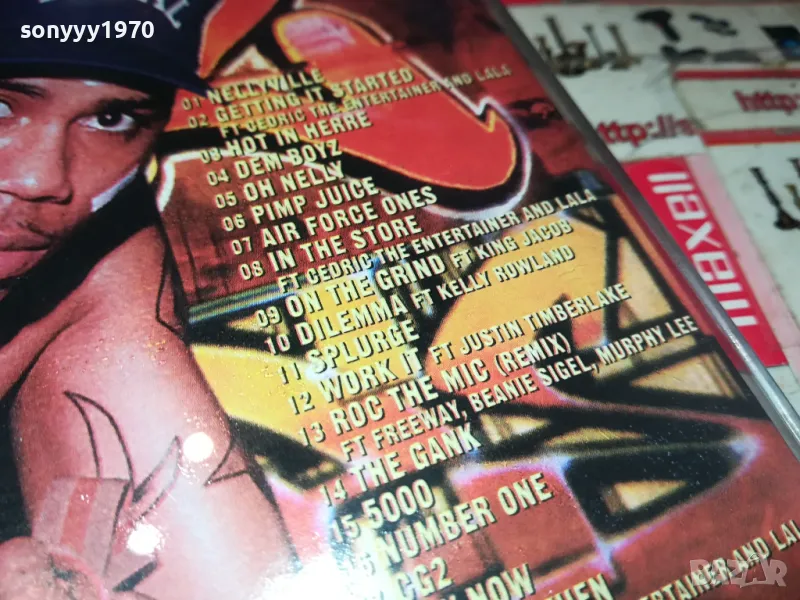 sonyyy1970
01 NELLYVILLE
02 GETTING IT STARTED
FT CEDRIC THE ENTERTAINER AND LALA
03 HOT IN HERRE
04 DEM BOYZ
05 OH NELLY
06 PIMP JUICE
07 AIR FORCE ONES
08 IN THE STORE
FT CEDRIC THE ENTERTAINER AND LALA
09 ON THE GRIND FT KING JACOB
10 DILEMMA FT KELLY ROWLAND
11 SPLURGE
12 WORK IT FT JUSTIN TIMBERLAKE
13 ROC THE MIC (REMIX)
FT FREEWAY, BEANIE SIGEL, MURPHY LEE
14 THE GANK
15 5000
NUMBER ONE
CG2
NOW
AND
maxell
http://
http
BAZAR